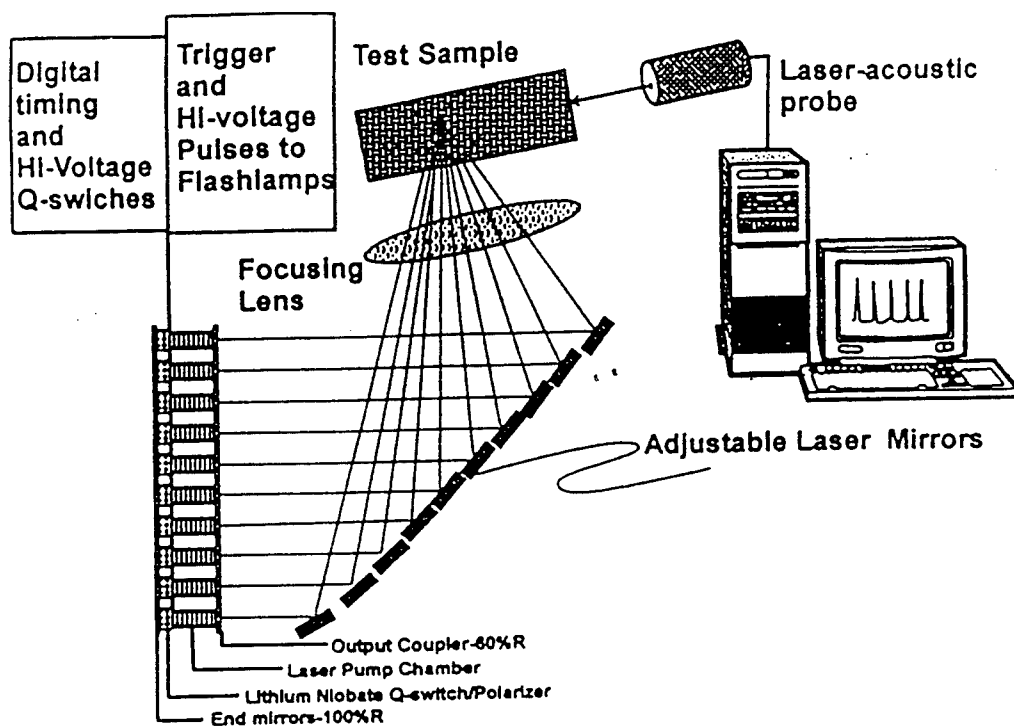 Digital
timing
and
Hi-Voltage
Q-swiches
Trigger
and
Hi-voltage
Pulses to
Flashlamps
Test Sample
Laser-acoustic
probe
Focusing
Lens
Adjustable Laser Mirrors
Output Coupler-60%R
Laser Pump Chamber
Lithium Niobate Q-switch/Polarizer
End mirrors-100%R